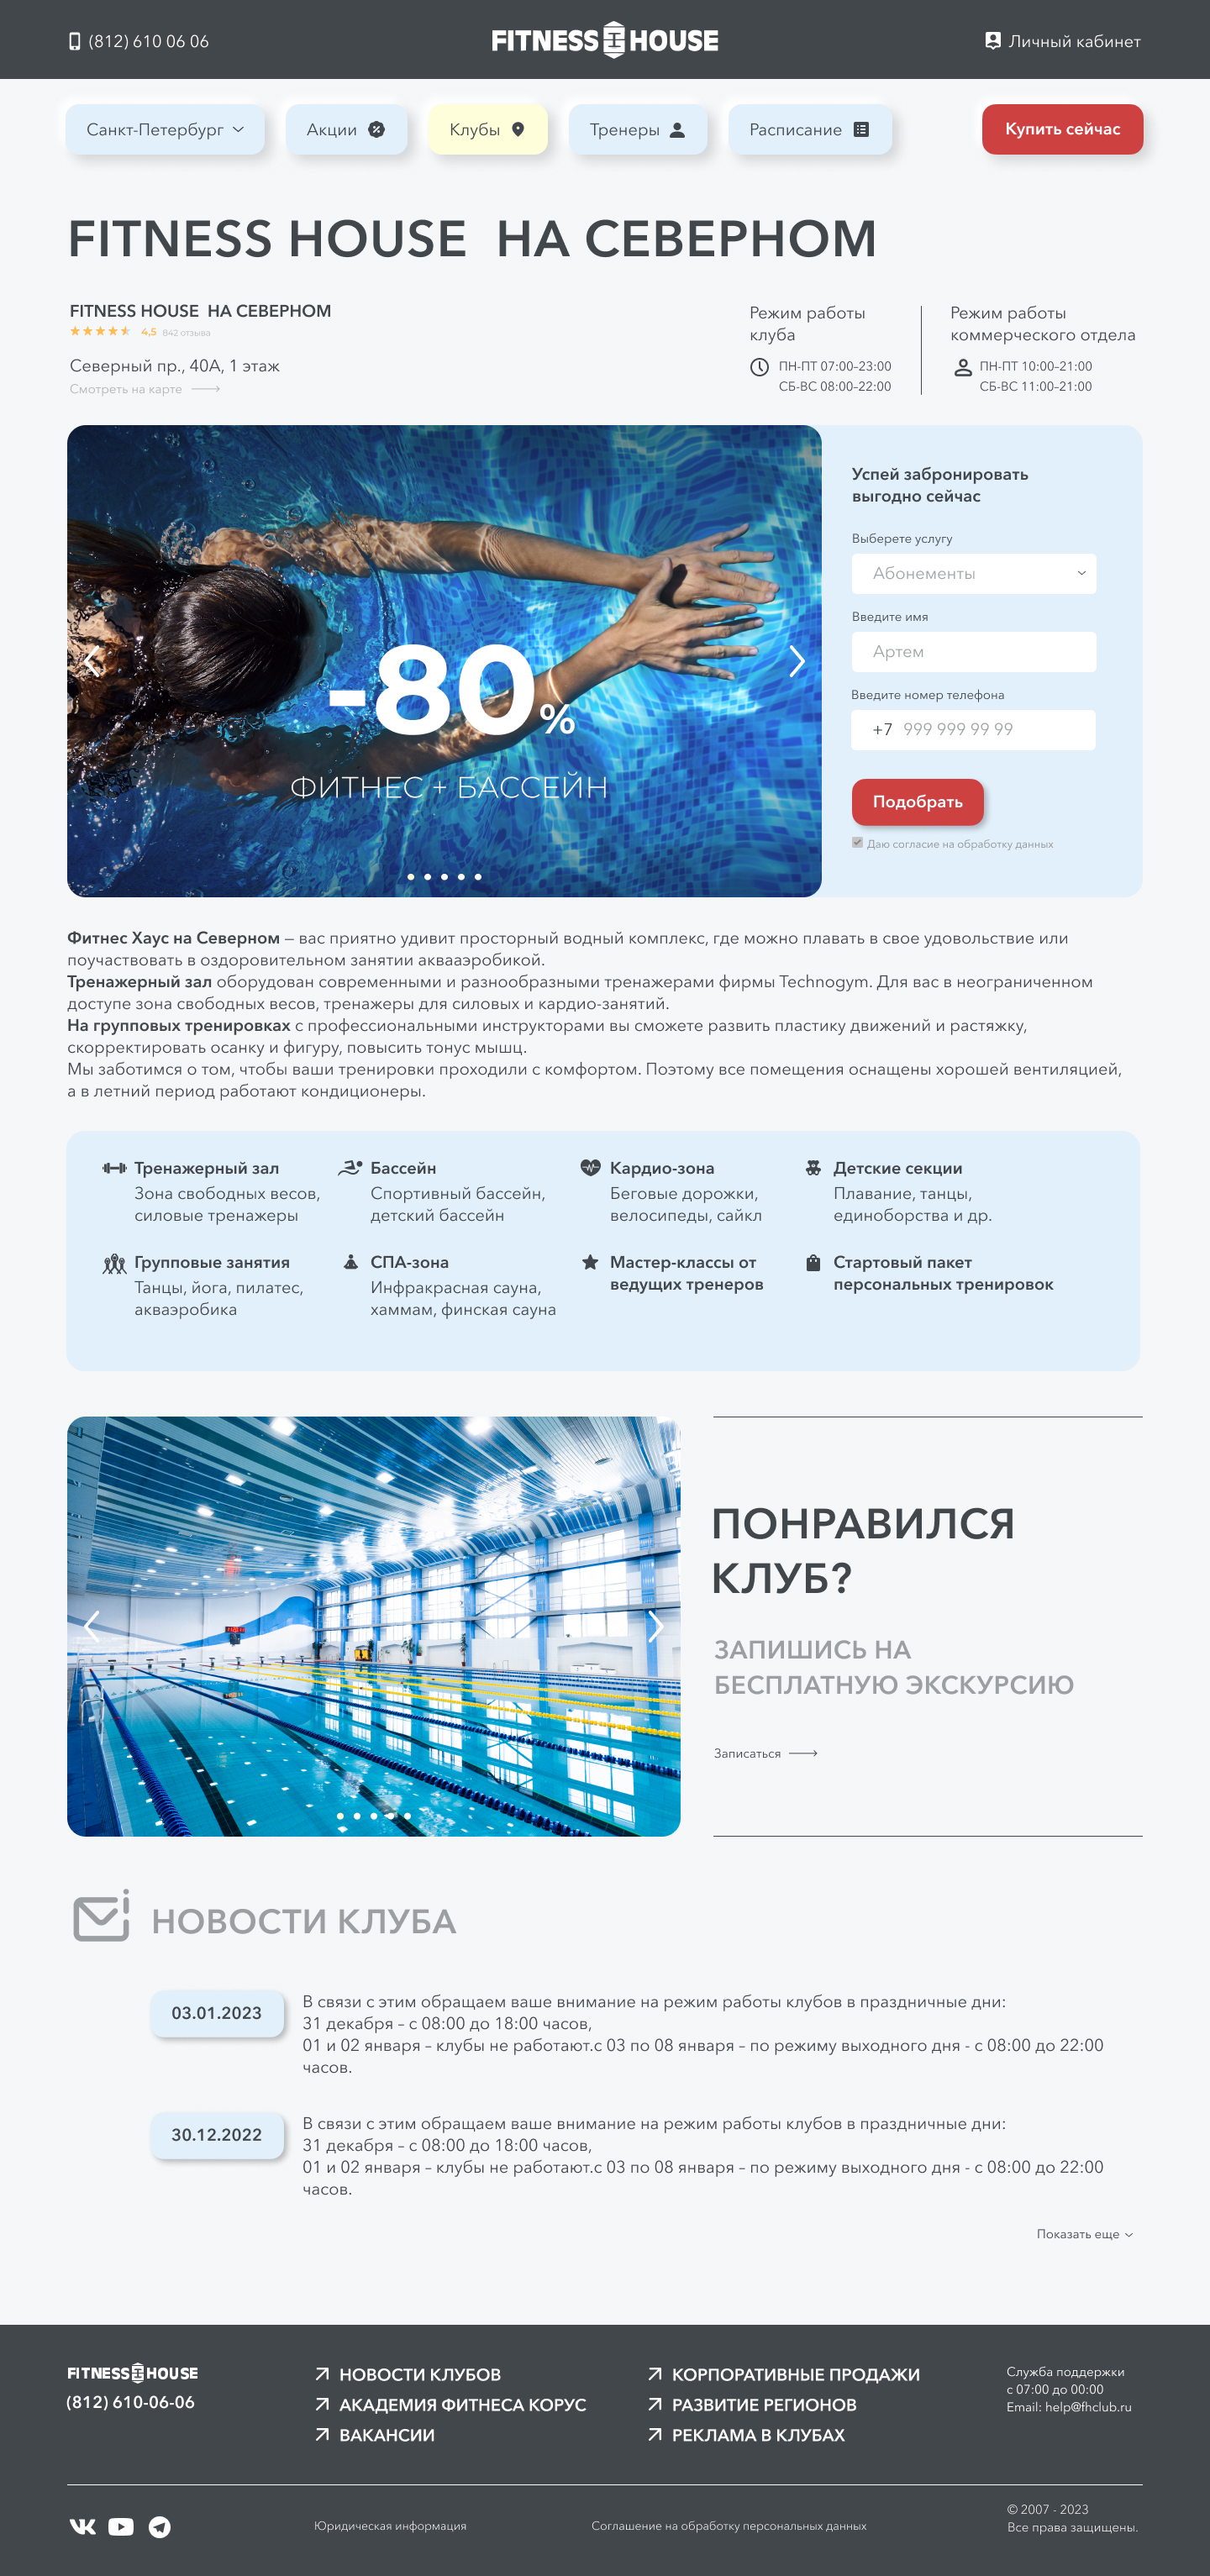 (812) 610 06 06
FITNESS HOUSE
Личный кабинет
Санкт-Петербург
Акции
Клубы
Тренеры
Расписание
Купить сейчас
FITNESS HOUSE НА СЕВЕРНОМ
FITNESS HOUSE НА СЕВЕРНОМ
4,5 842 отзыва
Северный пр., 40А, 1 этаж
Смотреть на карте
Режим работы
клуба
ПН-ПТ 07:00–23:00
СБ-ВС 08:00–22:00
Режим работы
коммерческого отдела
ПН-ПТ 10:00–21:00
СБ-ВС 11:00–21:00
-80%
ФИТНЕС + БАССЕЙН
Успей забронировать
выгодно сейчас
Выберете услугу
Абонементы
Введите имя
Артем
Введите номер телефона
+7 999 999 99 99
Подобрать
Даю согласие на обработку данных
Фитнес Хаус на Северном — вас приятно удивит просторный водный комплекс, где можно плавать в свое удовольствие или
поучаствовать в оздоровительном занятии аквааэробикой.
Тренажерный зал оборудован современными и разнообразными тренажерами фирмы Technogym. Для вас в неограниченном
доступе зона свободных весов, тренажеры для силовых и кардио-занятий.
На групповых тренировках с профессиональными инструкторами вы сможете развить пластику движений и растяжку,
скорректировать осанку и фигуру, повысить тонус мышц.
Мы заботимся о том, чтобы ваши тренировки проходили с комфортом. Поэтому все помещения оснащены хорошей вентиляцией,
а в летний период работают кондиционеры.
Тренажерный зал
Зона свободных весов,
силовые тренажеры
Бассейн
Спортивный бассейн,
детский бассейн
Кардио-зона
Беговые дорожки,
велосипеды, сайкл
Детские секции
Плавание, танцы,
единоборства и др.
Групповые занятия
Танцы, йога, пилатес,
акваэробика
СПА-зона
Инфракрасная сауна,
хаммам, финская сауна
Мастер-классы от
ведущих тренеров
Стартовый пакет
персональных тренировок
ПОНРАВИЛСЯ
КЛУБ?
ЗАПИШИСЬ НА
БЕСПЛАТНУЮ ЭКСКУРСИЮ
Записаться
НОВОСТИ КЛУБА
03.01.2023
В связи с этим обращаем ваше внимание на режим работы клубов в праздничные дни:
31 декабря – с 08:00 до 18:00 часов,
01 и 02 января – клубы не работают.с 03 по 08 января – по режиму выходного дня - с 08:00 до 22:00
часов.
30.12.2022
В связи с этим обращаем ваше внимание на режим работы клубов в праздничные дни:
31 декабря – с 08:00 до 18:00 часов,
01 и 02 января – клубы не работают.с 03 по 08 января – по режиму выходного дня - с 08:00 до 22:00
часов.
Показать еще
FITNESS HOUSE
(812) 610-06-06
НОВОСТИ КЛУБОВ
АКАДЕМИЯ ФИТНЕСА КОРУС
ВАКАНСИИ
КОРПОРАТИВНЫЕ ПРОДАЖИ
РАЗВИТИЕ РЕГИОНОВ
РЕКЛАМА В КЛУБАХ
Служба поддержки
с 07:00 до 00:00
Email: help@fhclub.ru
Юридическая информация
Соглашение на обработку персональных данных
© 2007 - 2023
Все права защищены.